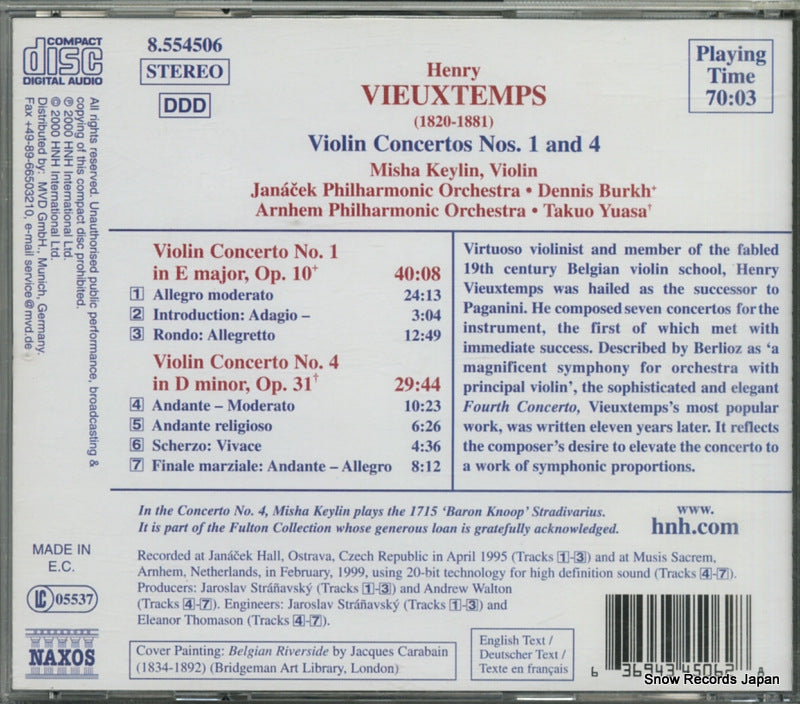 COMPACT
disc
DIGITAL AUDIO
8.554506
STEREO
DDD
Playing
Time
70:03
Henry
VIEUXTEMPS
(1820-1881)
Violin Concertos Nos. 1 and 4
Misha Keylin, Violin
Janáček Philharmonic Orchestra • Dennis Burkh+
Arnhem Philharmonic Orchestra • Takuo Yuasa†
Violin Concerto No. 1
in E major, Op. 10+ 40:08
1 Allegro moderato 24:13
2 Introduction: Adagio – 3:04
3 Rondo: Allegretto 12:49
Violin Concerto No. 4
in D minor, Op. 31† 29:44
4 Andante – Moderato 10:23
5 Andante religioso 6:26
6 Scherzo: Vivace 4:36
7 Finale marziale: Andante – Allegro 8:12
Virtuoso violinist and member of the fabled
19th century Belgian violin school, Henry
Vieuxtemps was hailed as the successor to
Paganini. He composed seven concertos for the
instrument, the first of which met with
immediate success. Described by Berlioz as ‘a
magnificent symphony for orchestra with
principal violin’, the sophisticated and elegant
Fourth Concerto, Vieuxtemps's most popular
work, was written eleven years later. It reflects
the composer's desire to elevate the concerto to
a work of symphonic proportions.
In the Concerto No. 4, Misha Keylin plays the 1715 ‘Baron Knoop’ Stradivarius.
It is part of the Fulton Collection whose generous loan is gratefully acknowledged.
www.
hnh.com
Recorded at Janáček Hall, Ostrava, Czech Republic in April 1995 (Tracks 1-3) and at Musis Sacrem,
Arnhem, Netherlands, in February, 1999, using 20-bit technology for high definition sound (Tracks 4-7).
Producers: Jaroslav Stráňavský (Tracks 1-3) and Andrew Walton
(Tracks 4-7). Engineers: Jaroslav Stráňavský (Tracks 1-3) and
Eleanor Thomason (Tracks 4-7).
Cover Painting: Belgian Riverside by Jacques Carabain
(1834-1892) (Bridgeman Art Library, London)
English Text /
Deutscher Text /
Texte en français
6 36943 45062 A
All rights reserved. Unauthorised public performance, broadcasting &
copying of this compact disc prohibited.
℗ 2000 HNH International Ltd.
© 2000 HNH International Ltd.
Distributed by: MVD GmbH., Munich, Germany.
Fax +49-89-66503210, e-mail service@mvd.de
MADE IN
E.C.
LC 05537
NAXOS
Snow Records Japan